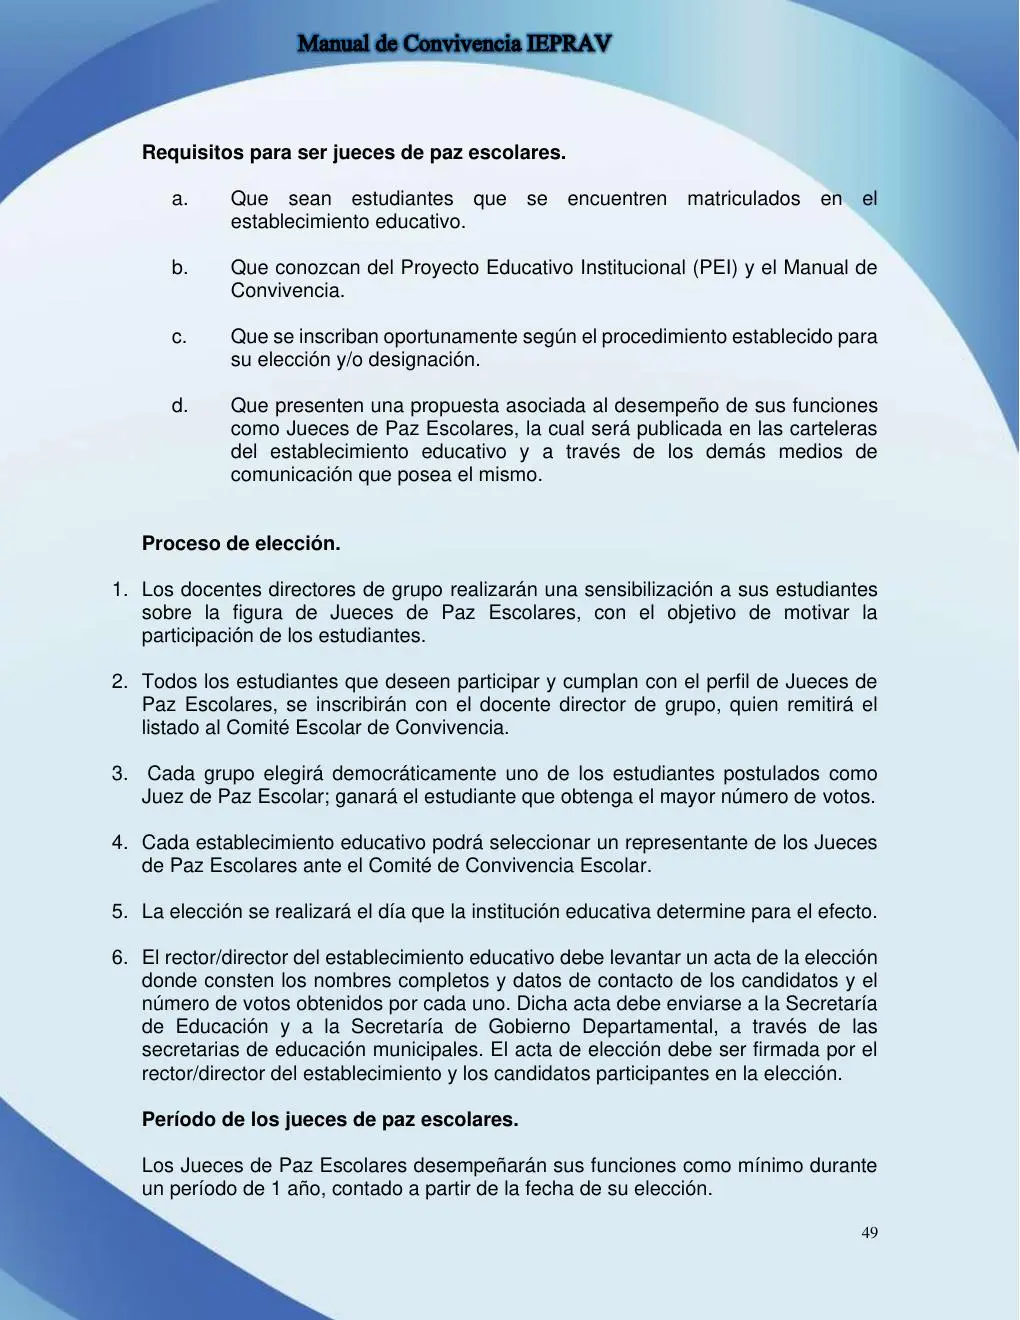 Manual de Convivencia IEPRAV
Requisitos para ser jueces de paz escolares.
a. Que sean estudiantes que se encuentren matriculados en el
establecimiento educativo.
b. Que conozcan del Proyecto Educativo Institucional (PEI) y el Manual de
Convivencia.
c. Que se inscriban oportunamente según el procedimiento establecido para
su elección y/o designación.
d. Que presenten una propuesta asociada al desempeño de sus funciones
como Jueces de Paz Escolares, la cual será publicada en las carteleras
del establecimiento educativo y a través de los demás medios de
comunicación que posea el mismo.
Proceso de elección.
1. Los docentes directores de grupo realizarán una sensibilización a sus estudiantes
sobre la figura de Jueces de Paz Escolares, con el objetivo de motivar la
participación de los estudiantes.
2. Todos los estudiantes que deseen participar y cumplan con el perfil de Jueces de
Paz Escolares, se inscribirán con el docente director de grupo, quien remitirá el
listado al Comité Escolar de Convivencia.
3. Cada grupo elegirá democráticamente uno de los estudiantes postulados como
Juez de Paz Escolar; ganará el estudiante que obtenga el mayor número de votos.
4. Cada establecimiento educativo podrá seleccionar un representante de los Jueces
de Paz Escolares ante el Comité de Convivencia Escolar.
5. La elección se realizará el día que la institución educativa determine para el efecto.
6. El rector/director del establecimiento educativo debe levantar un acta de la elección
donde consten los nombres completos y datos de contacto de los candidatos y el
número de votos obtenidos por cada uno. Dicha acta debe enviarse a la Secretaría
de Educación y a la Secretaría de Gobierno Departamental, a través de las
secretarias de educación municipales. El acta de elección debe ser firmada por el
rector/director del establecimiento y los candidatos participantes en la elección.
Período de los jueces de paz escolares.
Los Jueces de Paz Escolares desempeñarán sus funciones como mínimo durante
un período de 1 año, contado a partir de la fecha de su elección.
49